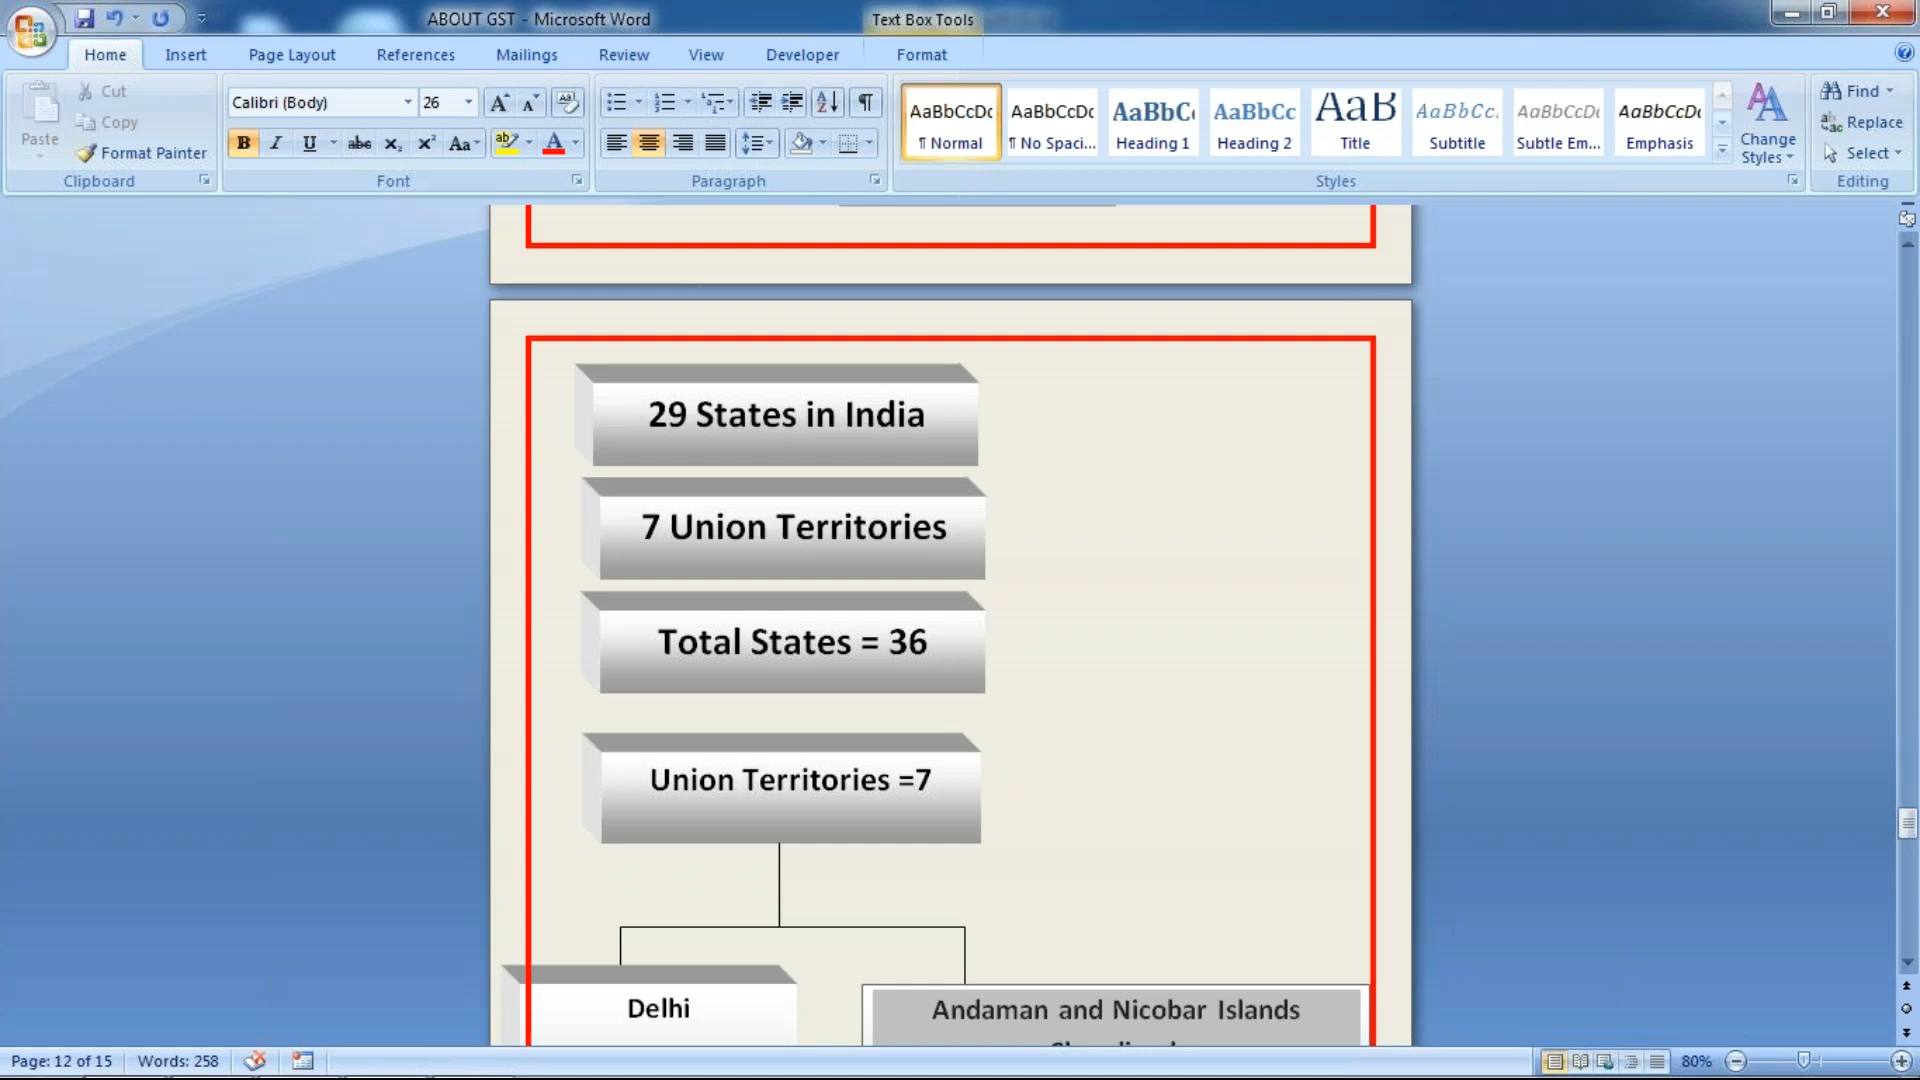 ABOUT GST - Microsoft Word
Text Box Tools
Home Insert Page Layout References Mailings Review View Developer Format
Paste
Cut
Copy
Format Painter
Clipboard
Calibri (Body) 26
Font
Paragraph
AaBbCcDc AaBbCcDc AaBbC AaBbCc AaB AaBbCc. AaBbCcDc AaBbCcDc
¶ Normal ¶ No Spaci... Heading 1 Heading 2 Title Subtitle Subtle Em... Emphasis
Change Styles
Styles
Find
Replace
Select
Editing
29 States in India
7 Union Territories
Total States = 36
Union Territories =7
Delhi
Andaman and Nicobar Islands
Page: 12 of 15 Words: 258 80%